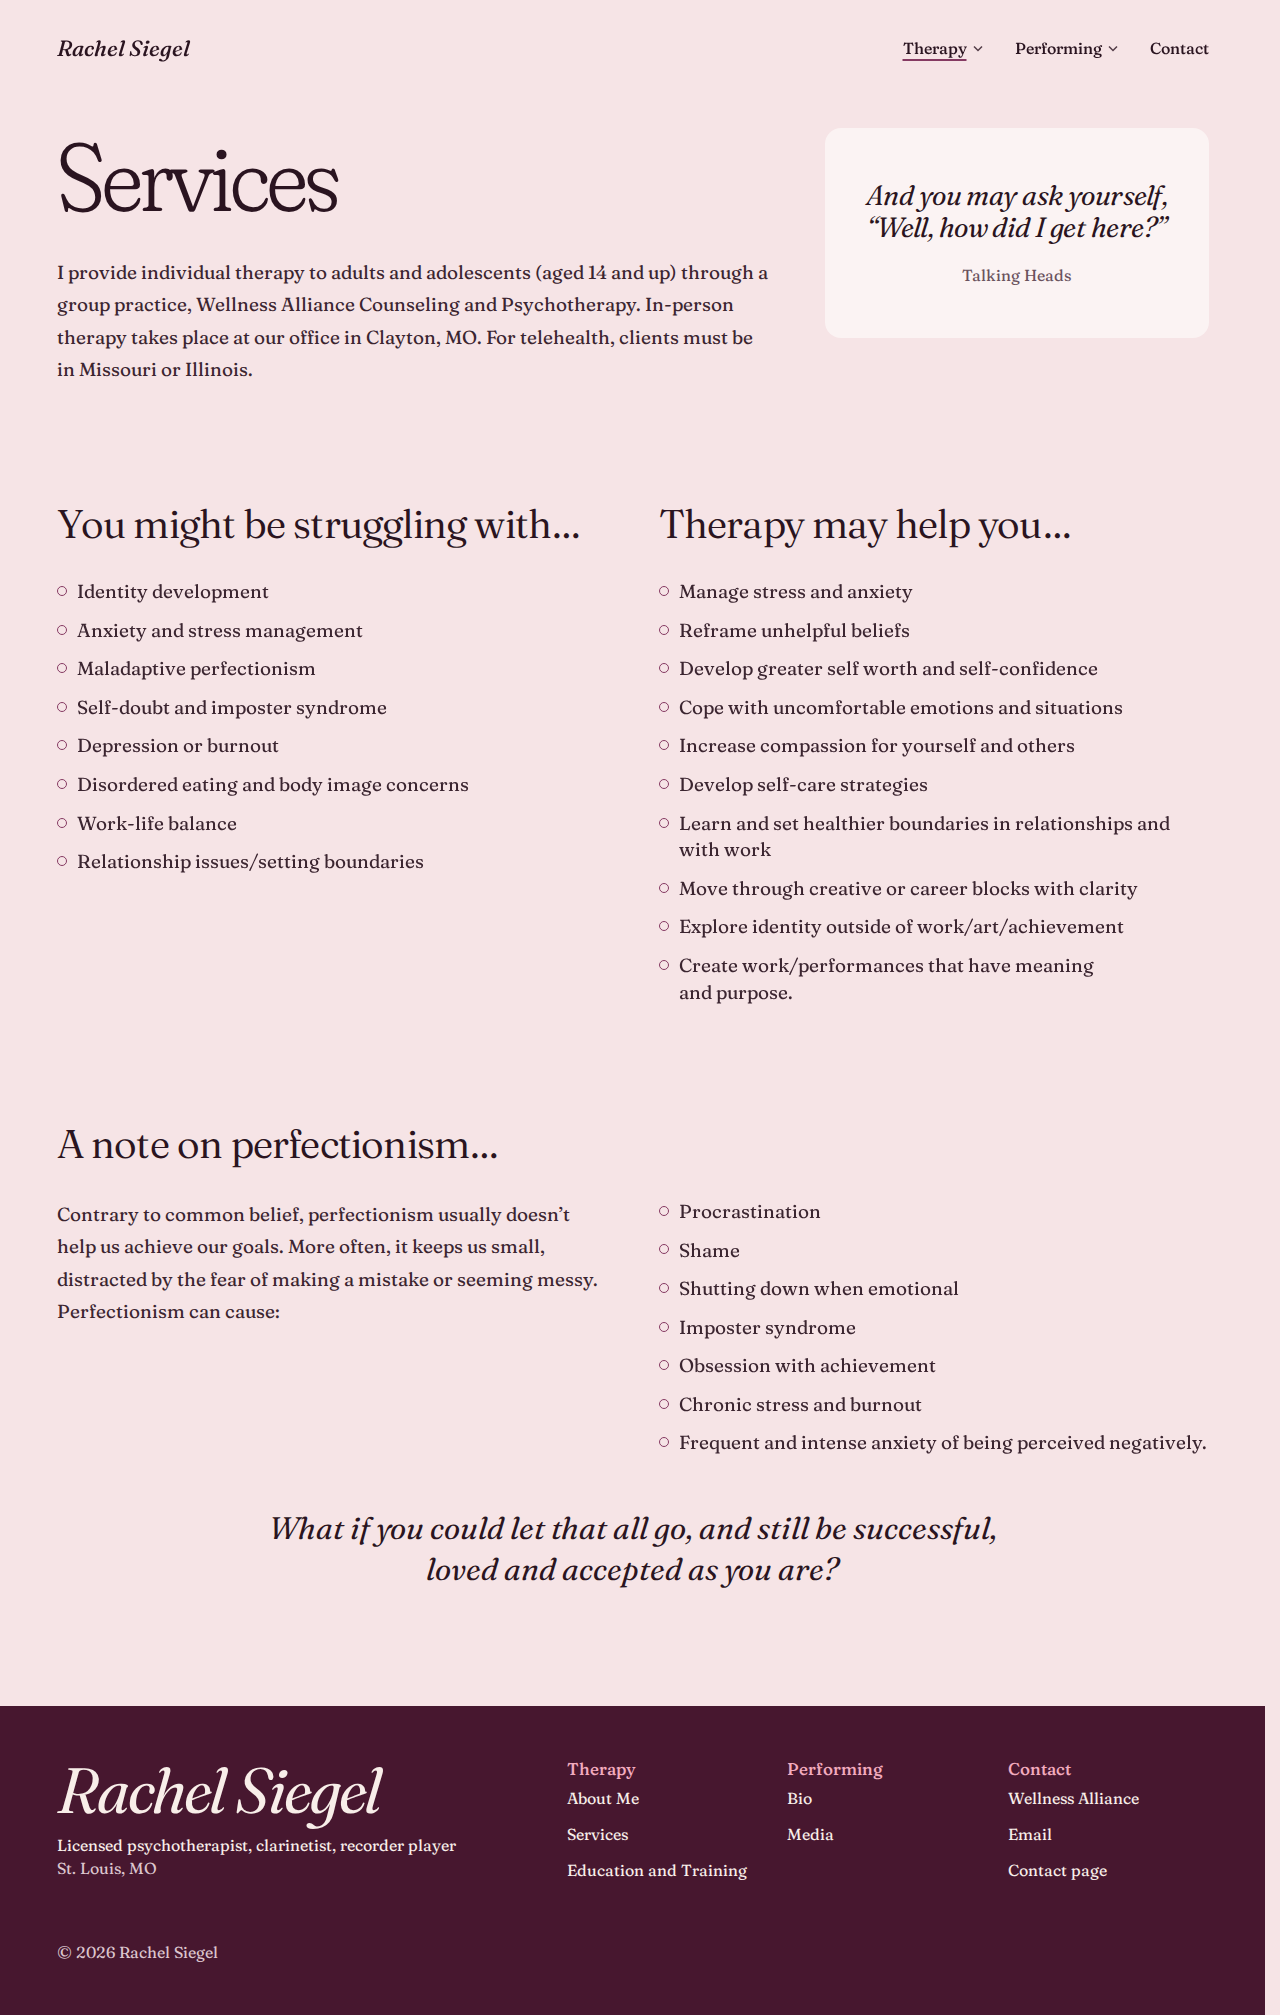 Rachel Siegel
Therapy
Performing
Contact
Services
I provide individual therapy to adults and adolescents (aged 14 and up) through a
group practice, Wellness Alliance Counseling and Psychotherapy. In-person
therapy takes place at our office in Clayton, MO. For telehealth, clients must be
in Missouri or Illinois.
And you may ask yourself,
“Well, how did I get here?”
Talking Heads
You might be struggling with…
Identity development
Anxiety and stress management
Maladaptive perfectionism
Self-doubt and imposter syndrome
Depression or burnout
Disordered eating and body image concerns
Work-life balance
Relationship issues/setting boundaries
Therapy may help you…
Manage stress and anxiety
Reframe unhelpful beliefs
Develop greater self worth and self-confidence
Cope with uncomfortable emotions and situations
Increase compassion for yourself and others
Develop self-care strategies
Learn and set healthier boundaries in relationships and
with work
Move through creative or career blocks with clarity
Explore identity outside of work/art/achievement
Create work/performances that have meaning
and purpose.
A note on perfectionism…
Contrary to common belief, perfectionism usually doesn’t
help us achieve our goals. More often, it keeps us small,
distracted by the fear of making a mistake or seeming messy.
Perfectionism can cause:
Procrastination
Shame
Shutting down when emotional
Imposter syndrome
Obsession with achievement
Chronic stress and burnout
Frequent and intense anxiety of being perceived negatively.
What if you could let that all go, and still be successful,
loved and accepted as you are?
Rachel Siegel
Licensed psychotherapist, clarinetist, recorder player
St. Louis, MO
Therapy
About Me
Services
Education and Training
Performing
Bio
Media
Contact
Wellness Alliance
Email
Contact page
© 2026 Rachel Siegel